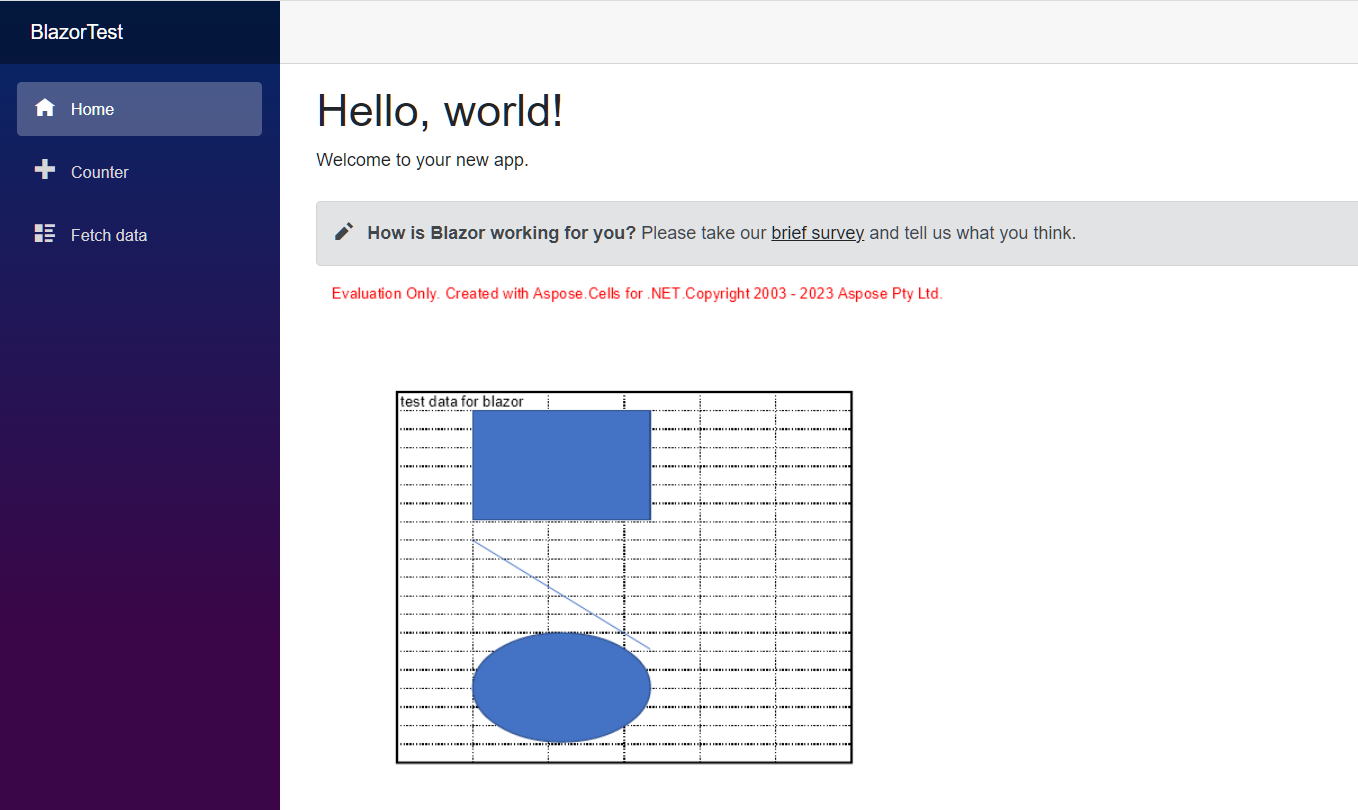 BlazorTest
Home
Counter
Fetch data
Hello, world!
Welcome to your new app.
How is Blazor working for you? Please take our brief survey and tell us what you think.
Evaluation Only. Created with Aspose.Cells for .NET.Copyright 2003 - 2023 Aspose Pty Ltd.
test data for blazor